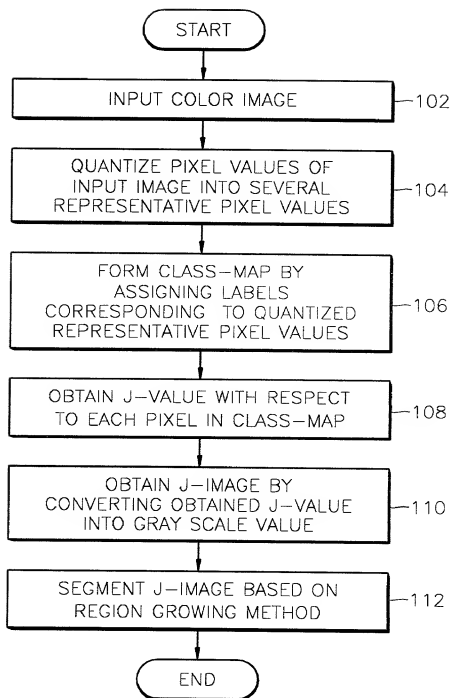 START
INPUT COLOR IMAGE
102
QUANTIZE PIXEL VALUES OF
INPUT IMAGE INTO SEVERAL
REPRESENTATIVE PIXEL VALUES
104
FORM CLASS-MAP BY
ASSIGNING LABELS
CORRESPONDING TO QUANTIZED
REPRESENTATIVE PIXEL VALUES
106
OBTAIN J-VALUE WITH RESPECT
TO EACH PIXEL IN CLASS-MAP
108
OBTAIN J-IMAGE BY
CONVERTING OBTAINED J-VALUE
INTO GRAY SCALE VALUE
110
SEGMENT J-IMAGE BASED ON
REGION GROWING METHOD
112
END